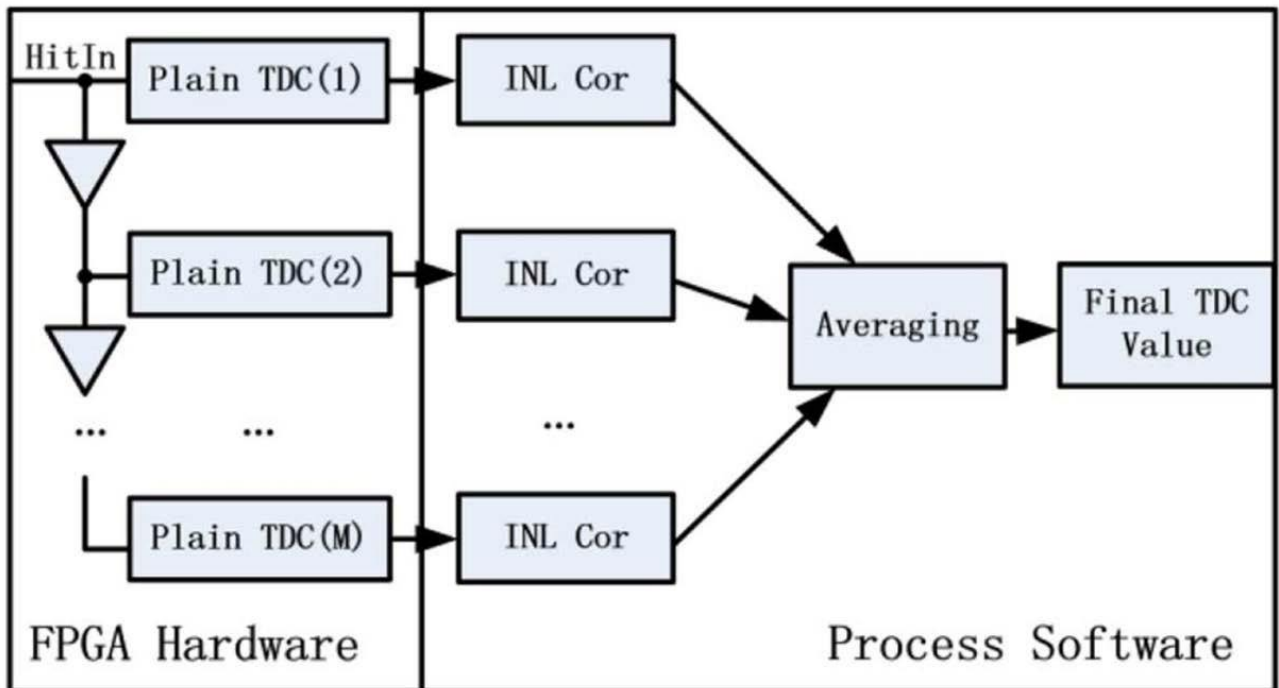 HitIn
Plain TDC(1)
INL Cor
Plain TDC(2)
INL Cor
Averaging
Final TDC
Value
...
...
...
Plain TDC(M)
INL Cor
FPGA Hardware
Process Software